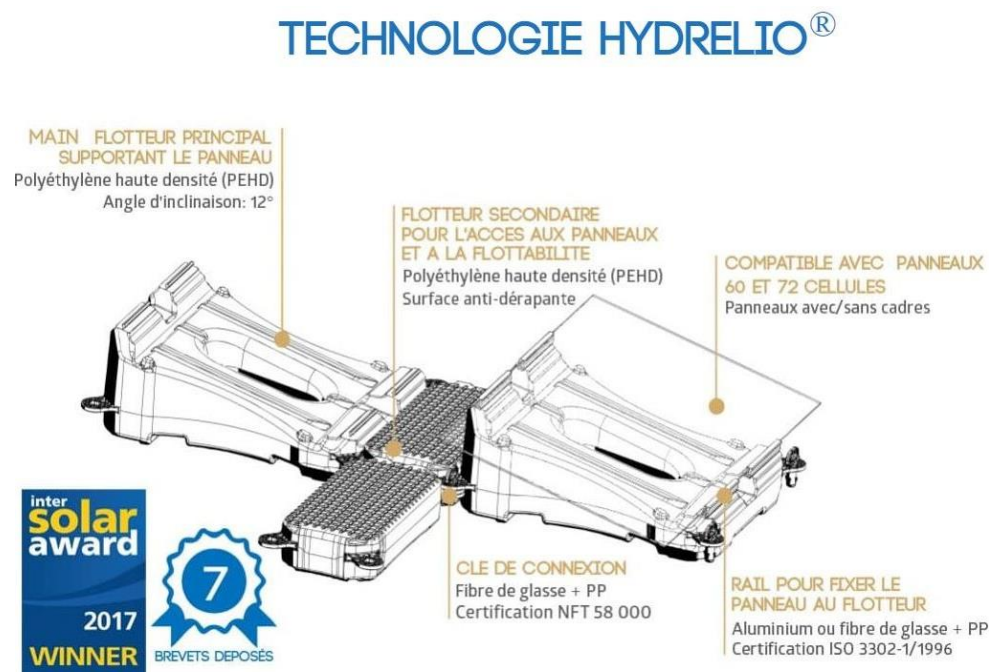 TECHNOLOGIE HYDRELIO®
MAIN FLOTTEUR PRINCIPAL
SUPPORTANT LE PANNEAU
Polyéthylène haute densité (PEHD)
Angle d'inclinaison: 12°
FLOTTEUR SECONDAIRE
POUR L'ACCES AUX PANNEAUX
ET A LA FLOTTABILITE
Polyéthylène haute densité (PEHD)
Surface anti-dérapante
COMPATIBLE AVEC PANNEAUX
60 ET 72 CELLULES
Panneaux avec/sans cadres
CLE DE CONNEXION
Fibre de glasse + PP
Certification NFT 58 000
RAIL POUR FIXER LE
PANNEAU AU FLOTTEUR
Aluminium ou fibre de glasse + PP
Certification ISO 3302-1/1996
inter
solar
award
2017
WINNER
7
BREVETS DEPOSÉS